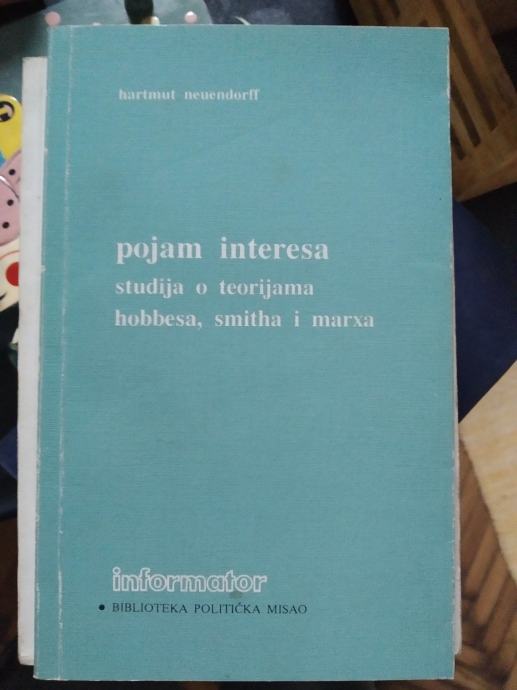 hartmut neuendorff
pojam interesa
studija o teorijama
hobbesa, smitha i marxa
informator
• BIBLIOTEKA POLITIČKA MISAO